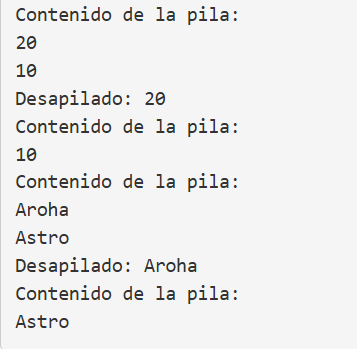 Contenido de la pila:
20
10
Desapilado: 20
Contenido de la pila:
10
Contenido de la pila:
Aroha
Astro
Desapilado: Aroha
Contenido de la pila:
Astro